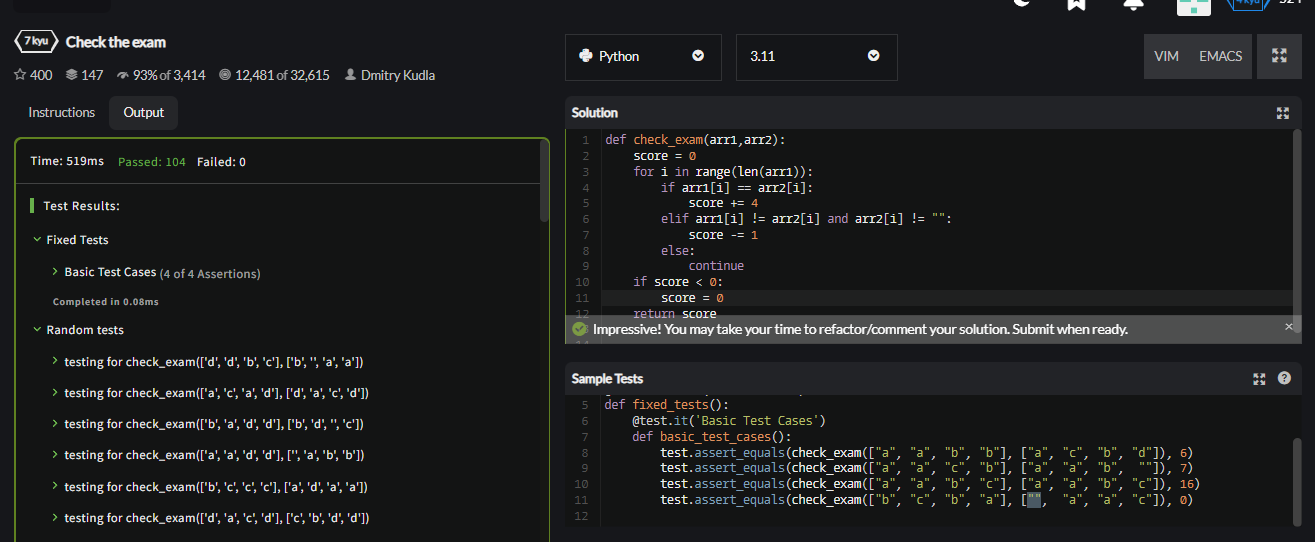 7 kyu Check the exam
400 147 93% of 3,414 12,481 of 32,615 Dmitry Kudla
Instructions Output
Time: 519ms Passed: 104 Failed: 0
Test Results:
Fixed Tests
Basic Test Cases (4 of 4 Assertions)
Completed in 0.08ms
Random tests
testing for check_exam(['d', 'd', 'b', 'c'], ['b', '', 'a', 'a'])
testing for check_exam(['a', 'c', 'a', 'd'], ['d', 'a', 'c', 'd'])
testing for check_exam(['b', 'a', 'd', 'd'], ['b', 'd', '', 'c'])
testing for check_exam(['a', 'a', 'd', 'd'], ['', 'a', 'b', 'b'])
testing for check_exam(['b', 'c', 'c', 'c'], ['a', 'd', 'a', 'a'])
testing for check_exam(['d', 'a', 'c', 'd'], ['c', 'b', 'd', 'd'])
Python 3.11 VIM EMACS
Solution
1 def check_exam(arr1,arr2):
2 score = 0
3 for i in range(len(arr1)):
4 if arr1[i] == arr2[i]:
5 score += 4
6 elif arr1[i] != arr2[i] and arr2[i] != "":
7 score -= 1
8 else:
9 continue
10 if score < 0:
11 score = 0
12 return score
Impressive! You may take your time to refactor/comment your solution. Submit when ready.
Sample Tests
5 def fixed_tests():
6 @test.it('Basic Test Cases')
7 def basic_test_cases():
8 test.assert_equals(check_exam(["a", "a", "b", "b"], ["a", "c", "b", "d"]), 6)
9 test.assert_equals(check_exam(["a", "a", "c", "b"], ["a", "a", "b", ""]), 7)
10 test.assert_equals(check_exam(["a", "a", "b", "c"], ["a", "a", "b", "c"]), 16)
11 test.assert_equals(check_exam(["b", "c", "b", "a"], ["", "a", "a", "c"]), 0)
12